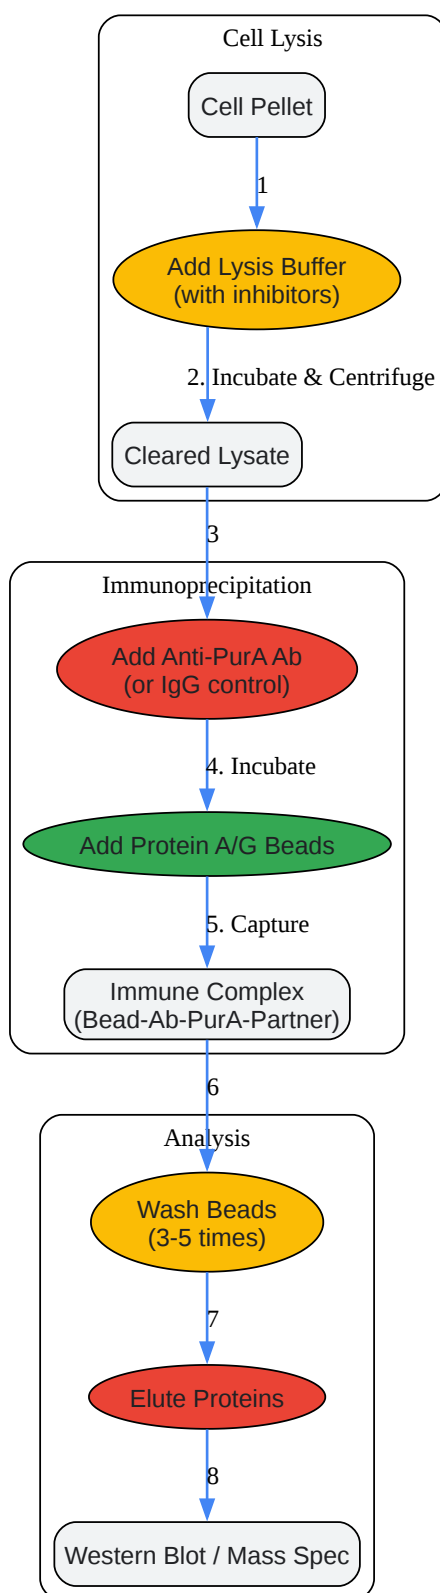 Cell Lysis
Cell Pellet
1
Add Lysis Buffer
(with inhibitors)
2. Incubate & Centrifuge
Cleared Lysate
3
Immunoprecipitation
Add Anti-PurA Ab
(or IgG control)
4. Incubate
Add Protein A/G Beads
5. Capture
Immune Complex
(Bead-Ab-PurA-Partner)
6
Analysis
Wash Beads
(3-5 times)
7
Elute Proteins
8
Western Blot / Mass Spec